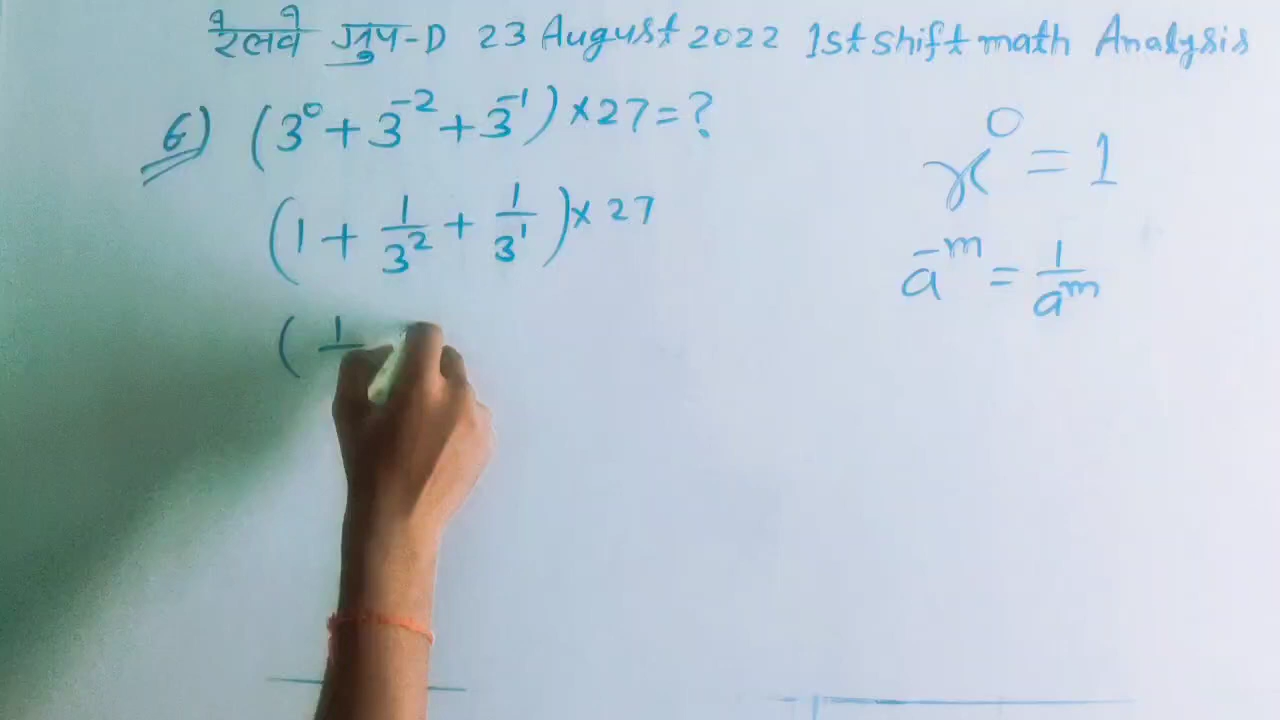 रेलवे ग्रुप-D 23 August 2022 1st shift math Analysis
6) (3⁰ + 3⁻² + 3⁻¹) × 27 = ?
(1 + 1/3² + 1/3¹) × 27
(1/
x⁰ = 1
a⁻ᵐ = 1/aᵐ